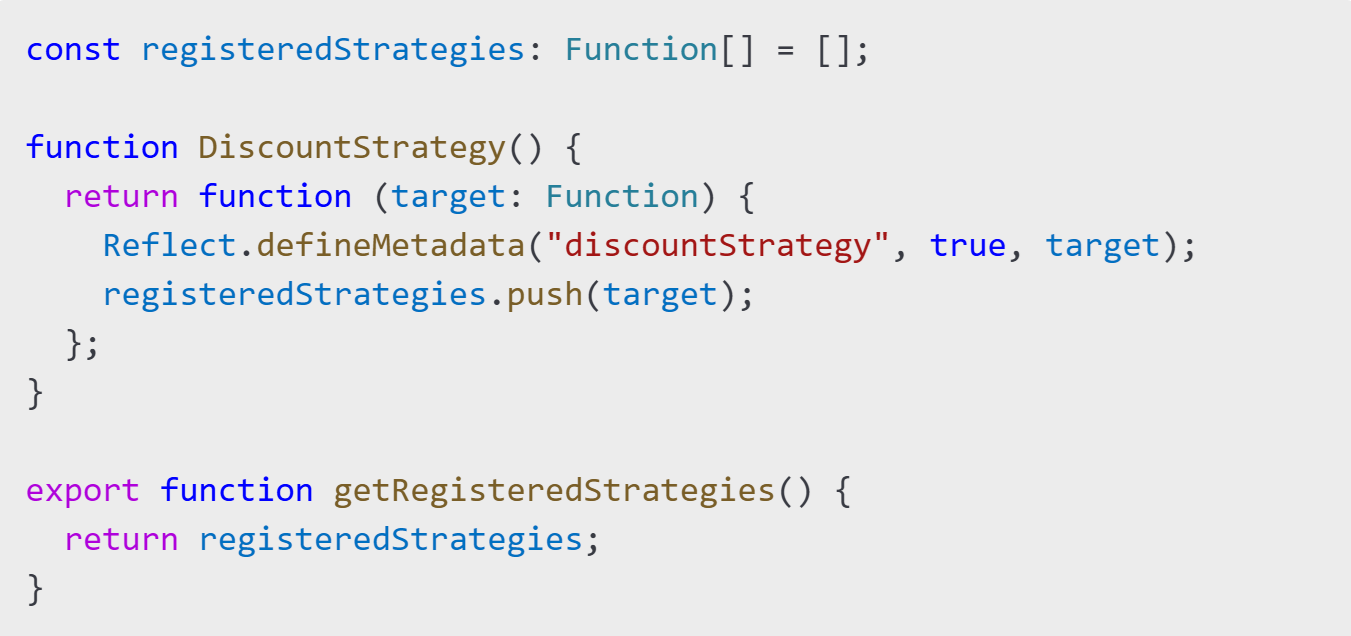 const registeredStrategies: Function[] = [];

function DiscountStrategy() {
  return function (target: Function) {
    Reflect.defineMetadata("discountStrategy", true, target);
    registeredStrategies.push(target);
  };
}

export function getRegisteredStrategies() {
  return registeredStrategies;
}